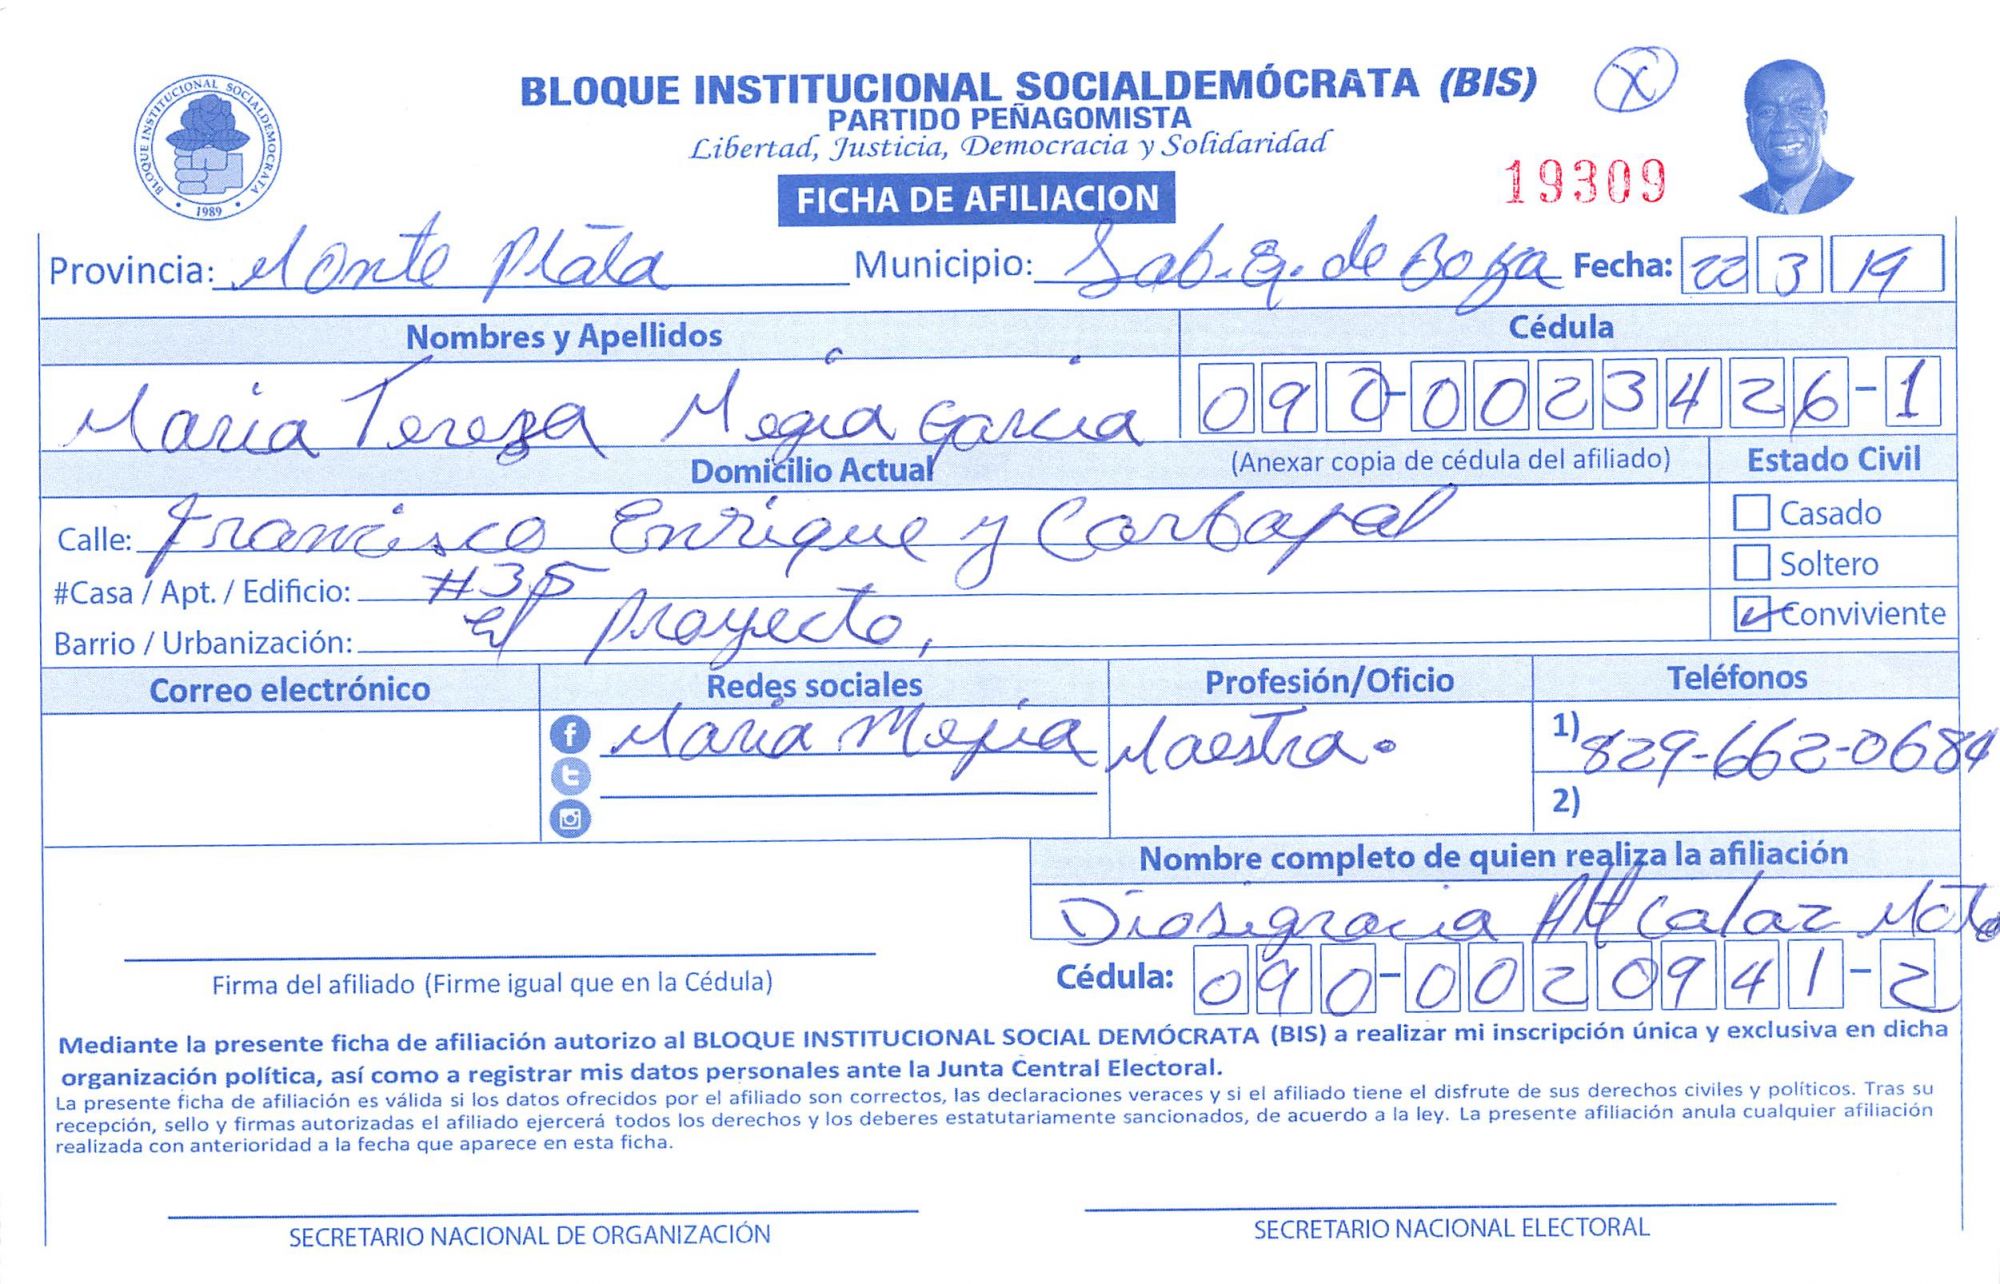 BLOQUE INSTITUCIONAL SOCIALDEMOCRATA
1989
BLOQUE INSTITUCIONAL SOCIALDEMÓCRATA (BIS)
PARTIDO PEÑAGOMISTA
Libertad, Justicia, Democracia y Solidaridad
FICHA DE AFILIACION
X
19309
Provincia: Monte Plata Municipio: Sab. G. de Boya Fecha: 22 3 19
Nombres y Apellidos Cédula
Maria Tereza Megia Garcia 090-0023426-1
Domicilio Actual (Anexar copia de cédula del afiliado) Estado Civil
Calle: Francisco Enrique y Carbajal
Casado
#Casa / Apt. / Edificio: #35
Soltero
Barrio / Urbanización: el Proyecto,
Conviviente
Correo electrónico Redes sociales Profesión/Oficio Teléfonos
f Maria Mejia Maestra. 1) 829-662-0684
t
2)
Nombre completo de quien realiza la afiliación
Diosigracia Alcalaz Mota
Firma del afiliado (Firme igual que en la Cédula) Cédula: 090-0020941-2
Mediante la presente ficha de afiliación autorizo al BLOQUE INSTITUCIONAL SOCIAL DEMÓCRATA (BIS) a realizar mi inscripción única y exclusiva en dicha
organización política, así como a registrar mis datos personales ante la Junta Central Electoral.
La presente ficha de afiliación es válida si los datos ofrecidos por el afiliado son correctos, las declaraciones veraces y si el afiliado tiene el disfrute de sus derechos civiles y políticos. Tras su
recepción, sello y firmas autorizadas el afiliado ejercerá todos los derechos y los deberes estatutariamente sancionados, de acuerdo a la ley. La presente afiliación anula cualquier afiliación
realizada con anterioridad a la fecha que aparece en esta ficha.
SECRETARIO NACIONAL DE ORGANIZACIÓN SECRETARIO NACIONAL ELECTORAL